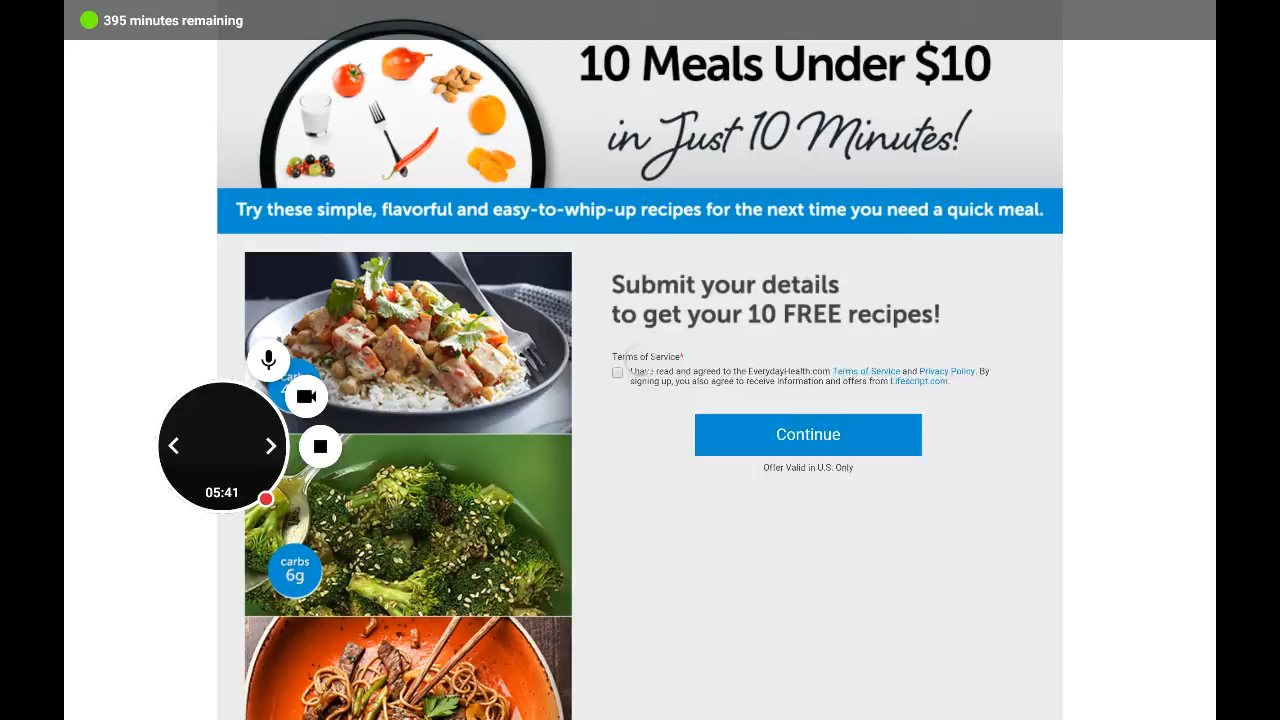 395 minutes remaining
10 Meals Under $10
in Just 10 Minutes!
Try these simple, flavorful and easy-to-whip-up recipes for the next time you need a quick meal.
Submit your details
to get your 10 FREE recipes!
Terms of Service*
I have read and agreed to the EverydayHealth.com Terms of Service and Privacy Policy. By
signing up, you also agree to receive information and offers from Lifescript.com.
Continue
Offer Valid in U.S. Only
05:41
carbs
6g